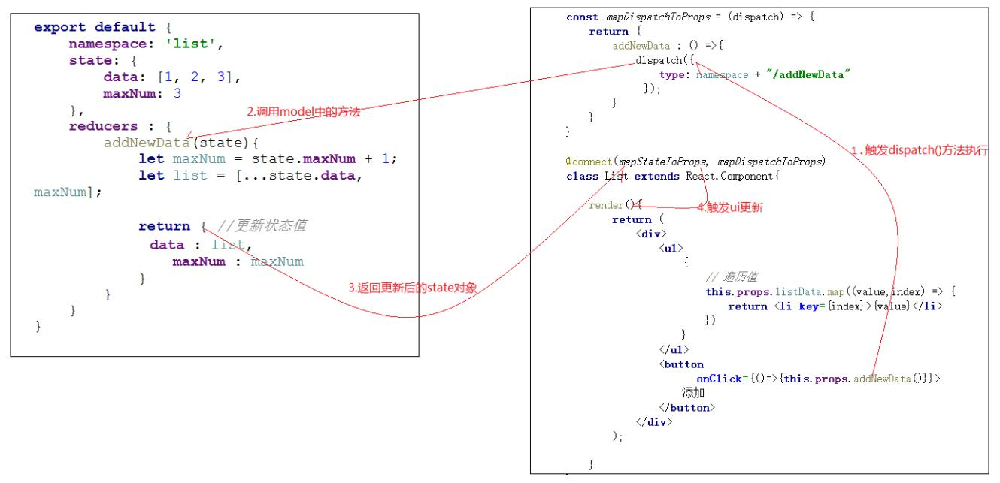 export default {
namespace: 'list',
state: {
data: [1, 2, 3],
maxNum: 3
},
reducers : {
addNewData(state){
let maxNum = state.maxNum + 1;
let list = [...state.data,
maxNum];
return { //更新状态值
data : list,
maxNum : maxNum
}
}
}
}
2.调用model中的方法
3.返回更新后的state对象
const mapDispatchToProps = (dispatch) => {
return {
addNewData : () =>{
dispatch({
type: namespace + "/addNewData"
});
}
}
}
1.触发dispatch()方法执行
@connect(mapStateToProps, mapDispatchToProps)
class List extends React.Component{
render(){
4.触发ui更新
return (
<div>
<ul>
{
// 遍历值
this.props.listData.map((value,index) => {
return <li key={index}>{value}</li>
})
}
</ul>
<button
onClick={()=>{this.props.addNewData()}}>
添加
</button>
</div>
);
}